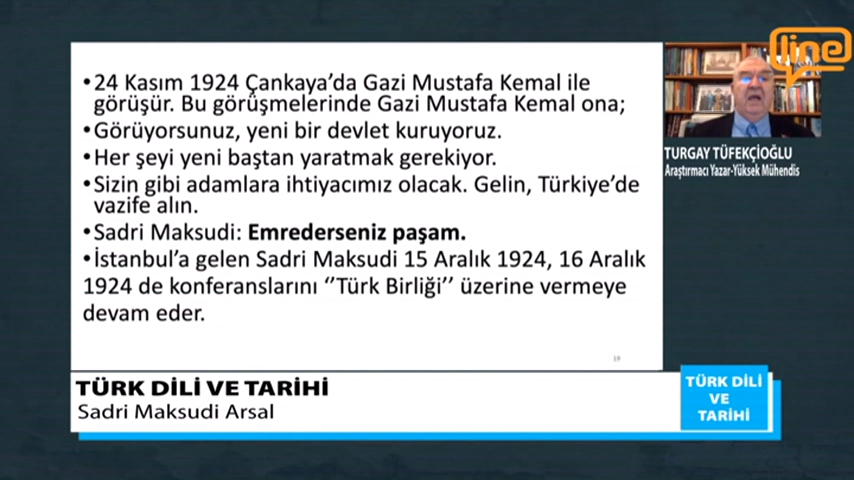 line
•24 Kasım 1924 Çankaya’da Gazi Mustafa Kemal ile
görüşür. Bu görüşmelerinde Gazi Mustafa Kemal ona;
•Görüyorsunuz, yeni bir devlet kuruyoruz.
•Her şeyi yeni baştan yaratmak gerekiyor.
•Sizin gibi adamlara ihtiyacımız olacak. Gelin, Türkiye’de
vazife alın.
•Sadri Maksudi: Emrederseniz paşam.
•İstanbul’a gelen Sadri Maksudi 15 Aralık 1924, 16 Aralık
1924 de konferanslarını ‘’Türk Birliği’’ üzerine vermeye
devam eder.
19
TURGAY TÜFEKÇİOĞLU
Araştırmacı Yazar-Yüksek Mühendis
TÜRK DİLİ VE TARİHİ
Sadri Maksudi Arsal
TÜRK DİLİ
VE
TARİHİ